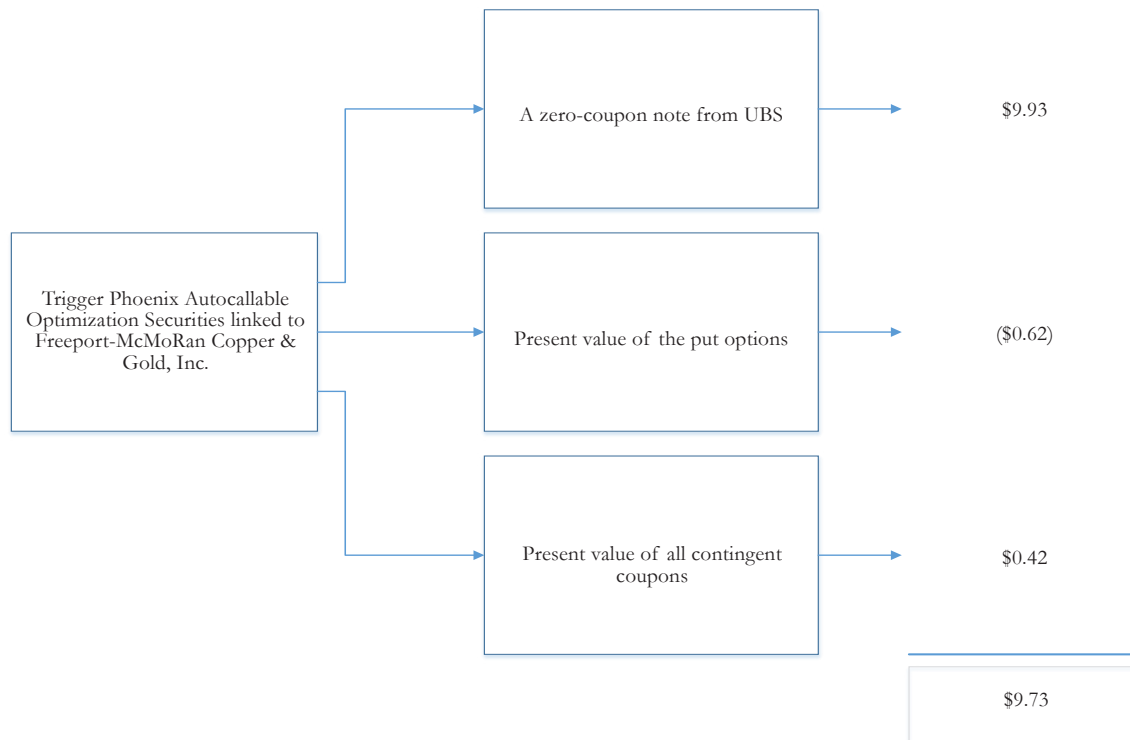 A zero-coupon note from UBS
$9.93
Trigger Phoenix Autocallable
Optimization Securities linked to
Freeport-McMoRan Copper &
Gold, Inc.
Present value of the put options
($0.62)
Present value of all contingent
coupons
$0.42
$9.73